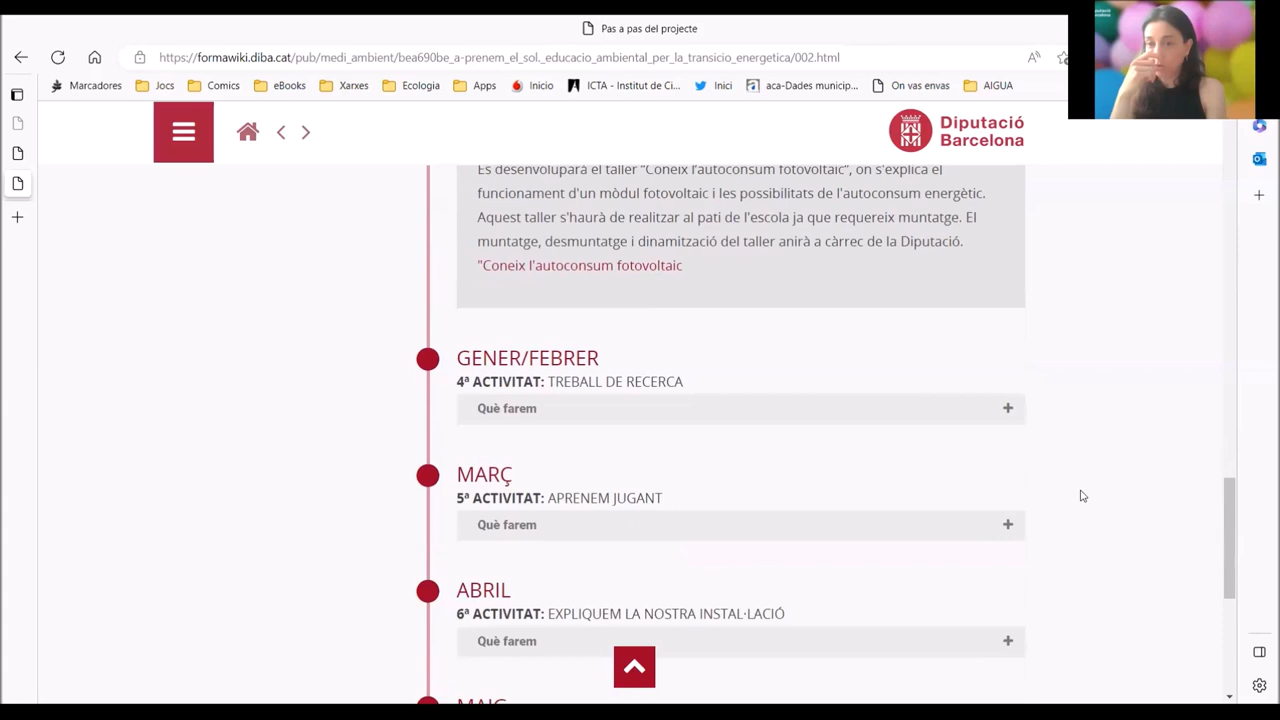 Pas a pas del projecte
https://formawiki.diba.cat/pub/medi_ambient/bea690be_a-prenem_el_sol._educacio_ambiental_per_la_transicio_energetica/002.html
Marcadores Jocs Comics eBooks Xarxes Ecologia Apps Inicio ICTA - Institut de Ci... Inici aca-Dades municip... On vas envas AIGUA
Diputació
Barcelona
Diputació
Barcelona
Es desenvoluparà el taller “Coneix l’autoconsum fotovoltaic”, on s'explica el
funcionament d'un mòdul fotovoltaic i les possibilitats de l'autoconsum energètic.
Aquest taller s'haurà de realitzar al pati de l'escola ja que requereix muntatge. El
muntatge, desmuntatge i dinamització del taller anirà a càrrec de la Diputació.
"Coneix l'autoconsum fotovoltaic
GENER/FEBRER
4ª ACTIVITAT: TREBALL DE RECERCA
Què farem
MARÇ
5ª ACTIVITAT: APRENEM JUGANT
Què farem
ABRIL
6ª ACTIVITAT: EXPLIQUEM LA NOSTRA INSTAL·LACIÓ
Què farem
MAIG